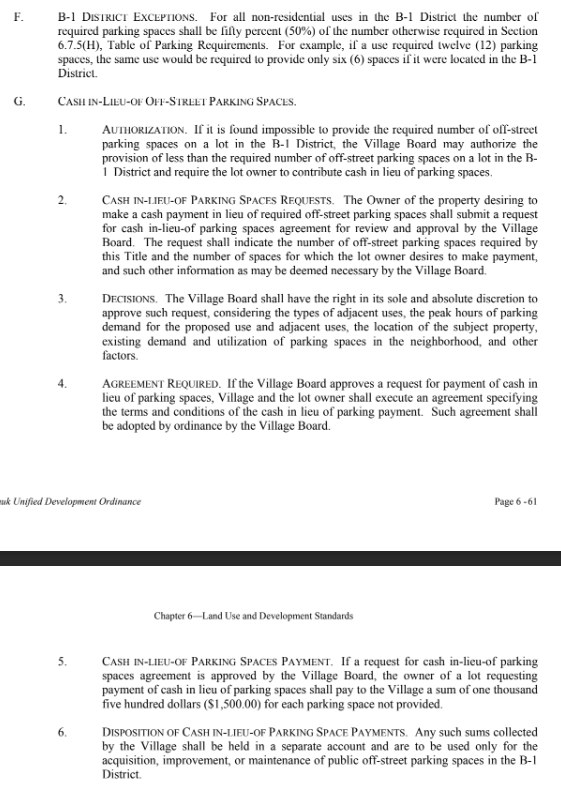 F. B-1 DISTRICT EXCEPTIONS. For all non-residential uses in the B-1 District the number of
required parking spaces shall be fifty percent (50%) of the number otherwise required in Section
6.7.5(H), Table of Parking Requirements. For example, if a use required twelve (12) parking
spaces, the same use would be required to provide only six (6) spaces if it were located in the B-1
District.
G. CASH IN-LIEU-OF OFF-STREET PARKING SPACES.
1. AUTHORIZATION. If it is found impossible to provide the required number of off-street
parking spaces on a lot in the B-1 District, the Village Board may authorize the
provision of less than the required number of off-street parking spaces on a lot in the B-
1 District and require the lot owner to contribute cash in lieu of parking spaces.
2. CASH IN-LIEU-OF PARKING SPACES REQUESTS. The Owner of the property desiring to
make a cash payment in lieu of required off-street parking spaces shall submit a request
for cash in-lieu-of parking spaces agreement for review and approval by the Village
Board. The request shall indicate the number of off-street parking spaces required by
this Title and the number of spaces for which the lot owner desires to make payment,
and such other information as may be deemed necessary by the Village Board.
3. DECISIONS. The Village Board shall have the right in its sole and absolute discretion to
approve such request, considering the types of adjacent uses, the peak hours of parking
demand for the proposed use and adjacent uses, the location of the subject property,
existing demand and utilization of parking spaces in the neighborhood, and other
factors.
4. AGREEMENT REQUIRED. If the Village Board approves a request for payment of cash in
lieu of parking spaces, Village and the lot owner shall execute an agreement specifying
the terms and conditions of the cash in lieu of parking payment. Such agreement shall
be adopted by ordinance by the Village Board.
uk Unified Development Ordinance Page 6 -61
Chapter 6—Land Use and Development Standards
5. CASH IN-LIEU-OF PARKING SPACES PAYMENT. If a request for cash in-lieu-of parking
spaces agreement is approved by the Village Board, the owner of a lot requesting
payment of cash in lieu of parking spaces shall pay to the Village a sum of one thousand
five hundred dollars ($1,500.00) for each parking space not provided.
6. DISPOSITION OF CASH IN-LIEU-OF PARKING SPACE PAYMENTS. Any such sums collected
by the Village shall be held in a separate account and are to be used only for the
acquisition, improvement, or maintenance of public off-street parking spaces in the B-1
District.